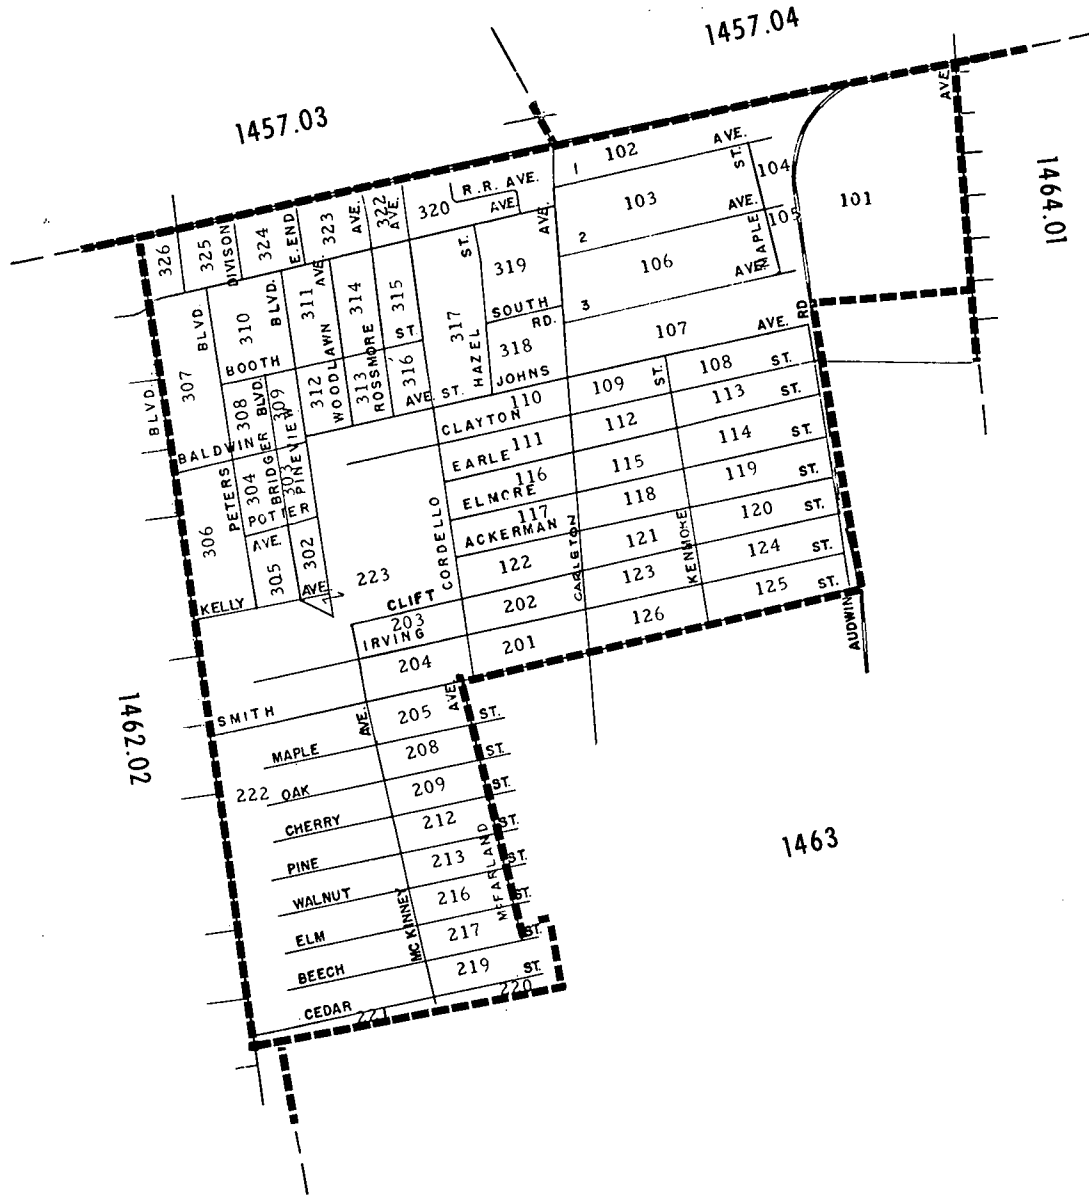 1457.04
1457.03
1464.01
1462.02
1463
AVE.
102
AVE.
1
ST.
104
R.R. AVE.
103
AVE.
101
105
MAPLE
320
AVE
AVE.
322
AVE.
AVE.
323
E.END
324
DIVISON
325
326
2
106
AVE.
3
107
AVE.
RD
319
SOUTH
RD.
318
JOHNS
ST.
317
HAZEL
315
ST.
316
AVE.
ST.
314
ROSSMORE
313
AVE.
311
WOODLAWN
312
BLVD.
310
BOOTH
BLVD.
307
BLVD.
308
BLVD.
309
BALDWIN
PETERS
304
BRIDGER
303
PINEVIEW
POTTER
306
AVE.
305
302
AVE.
KELLY
110
109
ST.
108
ST.
CLAYTON
111
112
113
ST.
EARLE
116
115
114
ST.
ELMORE
117
118
119
ST.
ACKERMAN
121
120
ST.
122
123
124
ST.
CORDELLO
CARLSTON
KENMORE
223
CLIFT
202
125
ST.
203
IRVING
201
126
AUDWIN
204
SMITH
AVE.
AVE.
205
ST.
MAPLE
208
ST.
222
OAK
209
ST.
CHERRY
212
ST.
PINE
213
ST.
WALNUT
216
ST.
MCKINNEY
MCFARLAND
ELM
217
ST.
BEECH
219
ST.
CEDAR
221
220